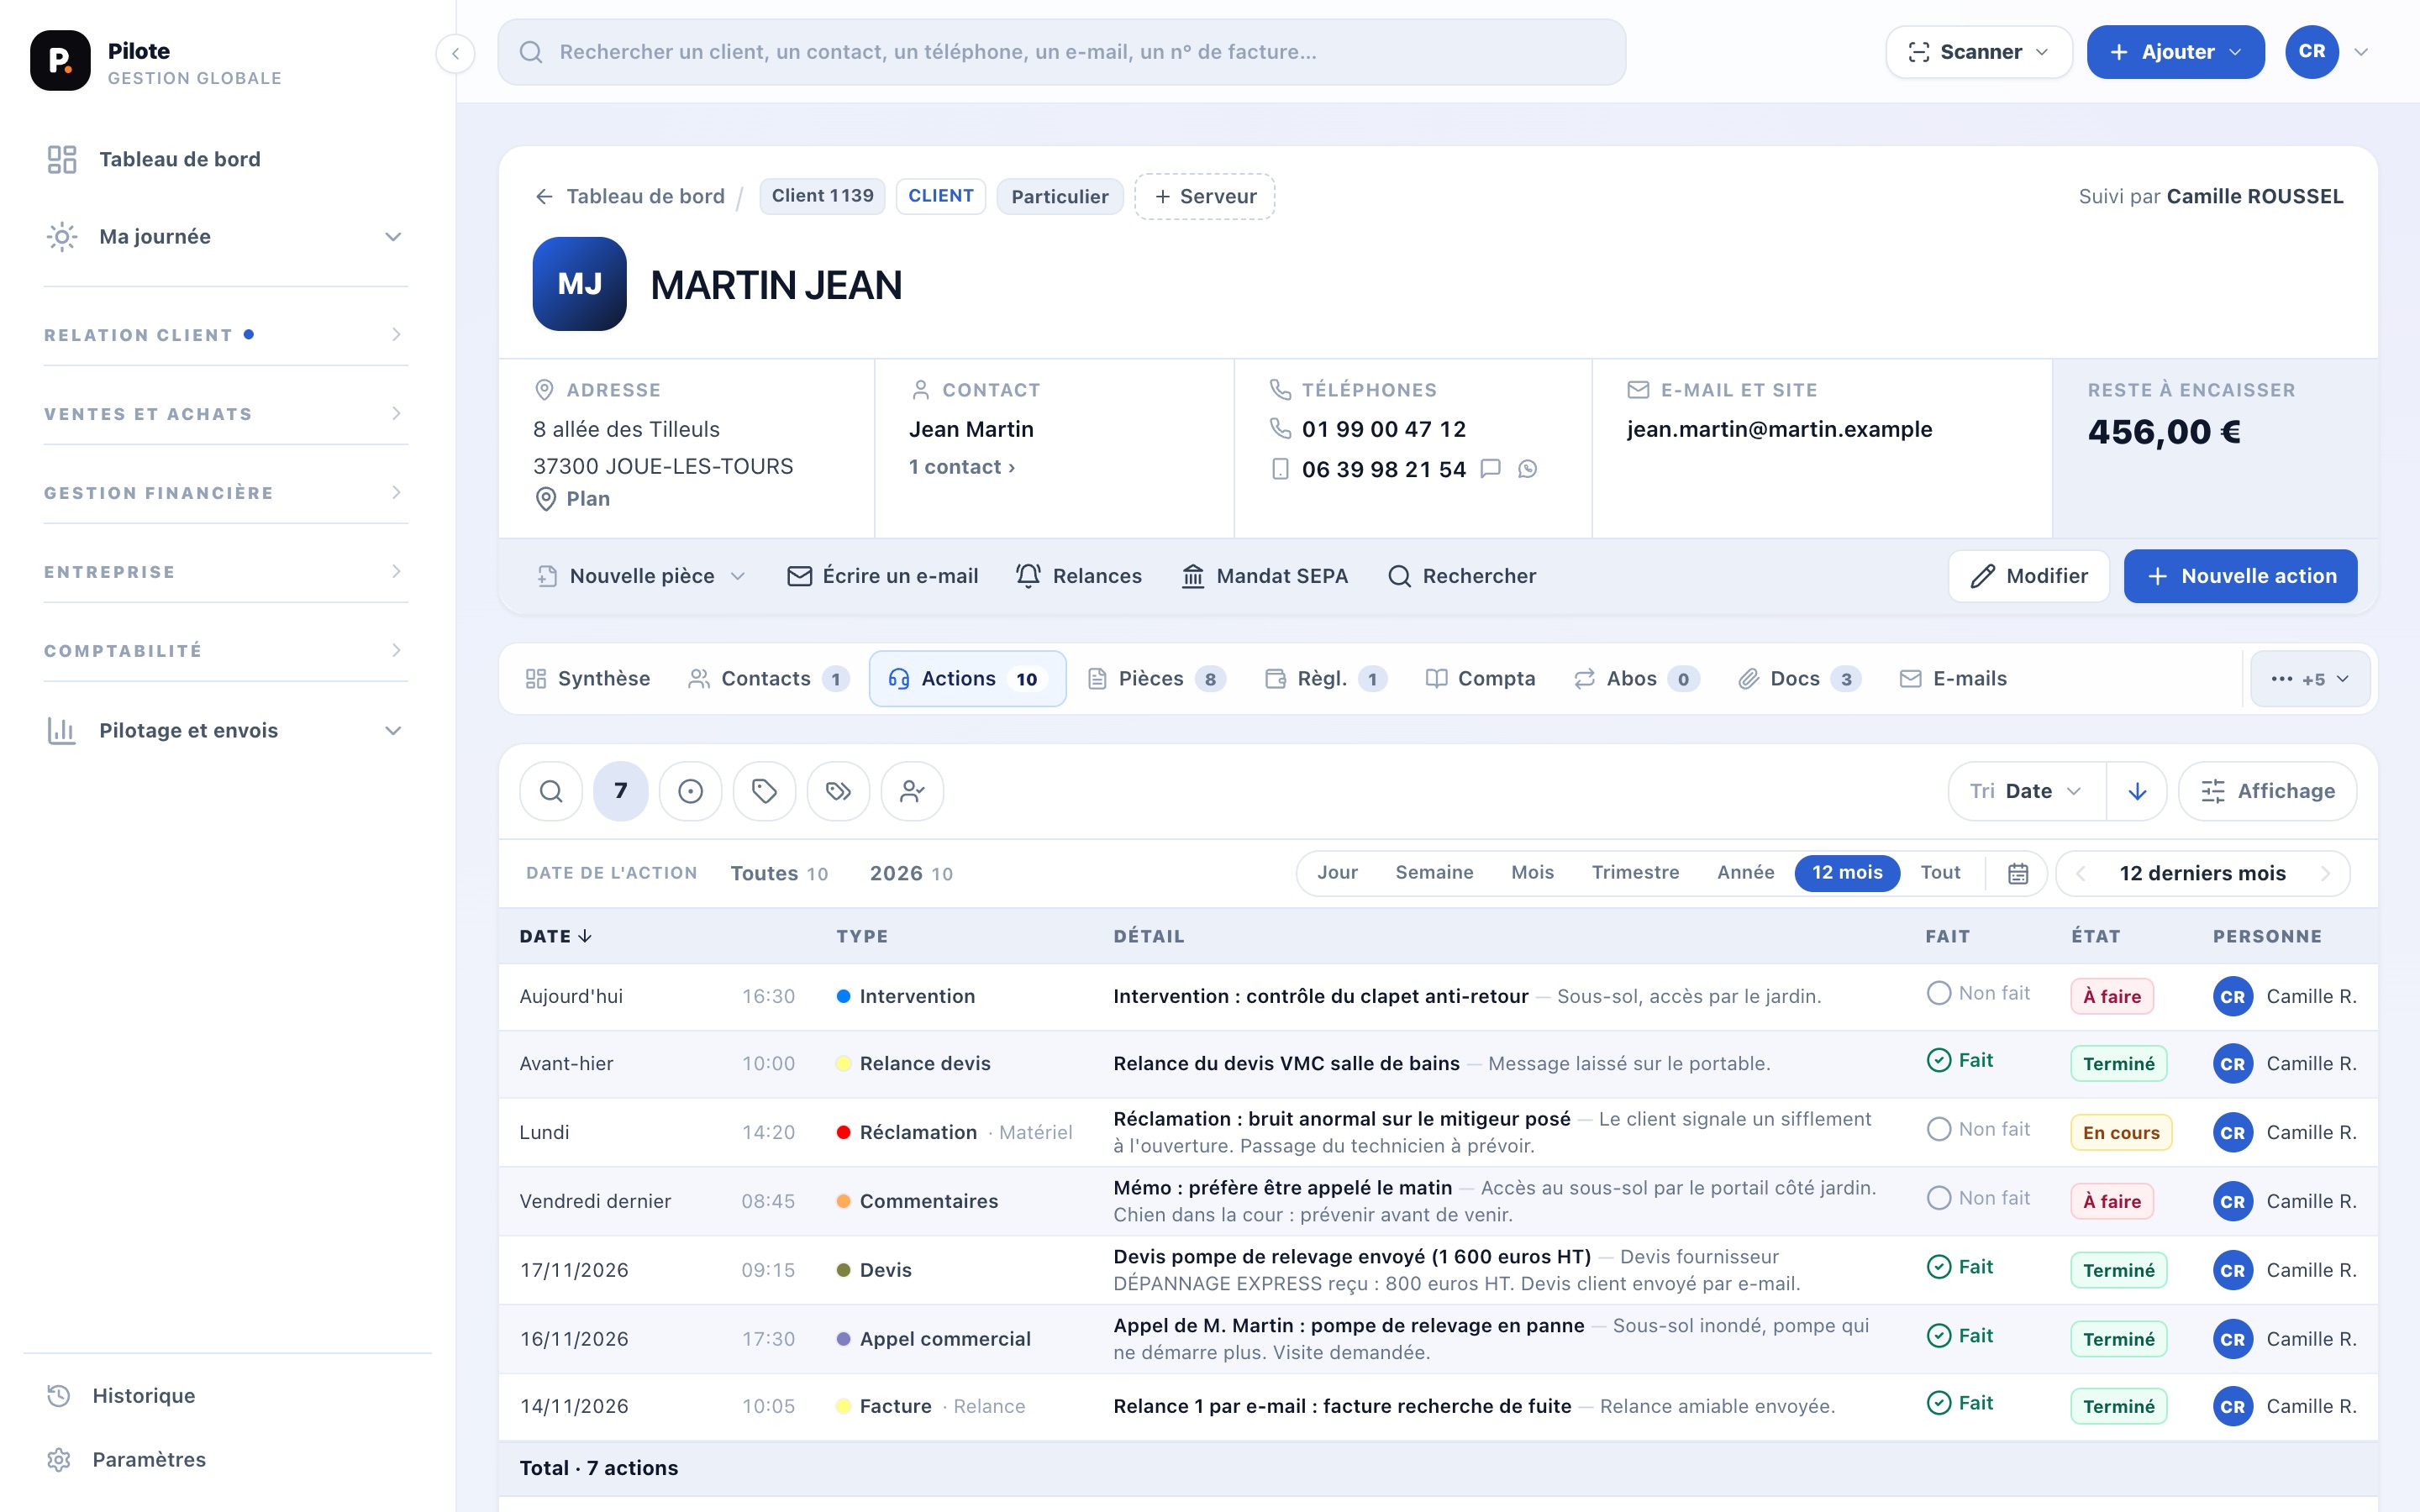 Pilote
GESTION GLOBALE
Tableau de bord
Ma journée
RELATION CLIENT
VENTES ET ACHATS
GESTION FINANCIÈRE
ENTREPRISE
COMPTABILITÉ
Pilotage et envois
Historique
Paramètres
Rechercher un client, un contact, un téléphone, un e-mail, un n° de facture...
Scanner
Ajouter
CR
Tableau de bord / Client 1139 CLIENT Particulier + Serveur
Suivi par Camille ROUSSEL
MJ
MARTIN JEAN
ADRESSE
8 allée des Tilleuls
37300 JOUE-LES-TOURS
Plan
CONTACT
Jean Martin
1 contact ›
TÉLÉPHONES
01 99 00 47 12
06 39 98 21 54
E-MAIL ET SITE
jean.martin@martin.example
RESTE À ENCAISSER
456,00 €
Nouvelle pièce Écrire un e-mail Relances Mandat SEPA Rechercher Modifier + Nouvelle action
Synthèse Contacts 1 Actions 10 Pièces 8 Règl. 1 Compta Abos 0 Docs 3 E-mails ··· +5
7 Tri Date Affichage
DATE DE L'ACTION Toutes 10 2026 10 Jour Semaine Mois Trimestre Année 12 mois Tout 12 derniers mois
DATE TYPE DÉTAIL FAIT ÉTAT PERSONNE
Aujourd'hui 16:30 Intervention Intervention : contrôle du clapet anti-retour — Sous-sol, accès par le jardin. Non fait À faire CR Camille R.
Avant-hier 10:00 Relance devis Relance du devis VMC salle de bains — Message laissé sur le portable. Fait Terminé CR Camille R.
Lundi 14:20 Réclamation · Matériel Réclamation : bruit anormal sur le mitigeur posé — Le client signale un sifflement Non fait En cours CR Camille R.
à l'ouverture. Passage du technicien à prévoir.
Vendredi dernier 08:45 Commentaires Mémo : préfère être appelé le matin — Accès au sous-sol par le portail côté jardin. Non fait À faire CR Camille R.
Chien dans la cour : prévenir avant de venir.
17/11/2026 09:15 Devis Devis pompe de relevage envoyé (1 600 euros HT) — Devis fournisseur Fait Terminé CR Camille R.
DÉPANNAGE EXPRESS reçu : 800 euros HT. Devis client envoyé par e-mail.
16/11/2026 17:30 Appel commercial Appel de M. Martin : pompe de relevage en panne — Sous-sol inondé, pompe qui Fait Terminé CR Camille R.
ne démarre plus. Visite demandée.
14/11/2026 10:05 Facture · Relance Relance 1 par e-mail : facture recherche de fuite — Relance amiable envoyée. Fait Terminé CR Camille R.
Total · 7 actions